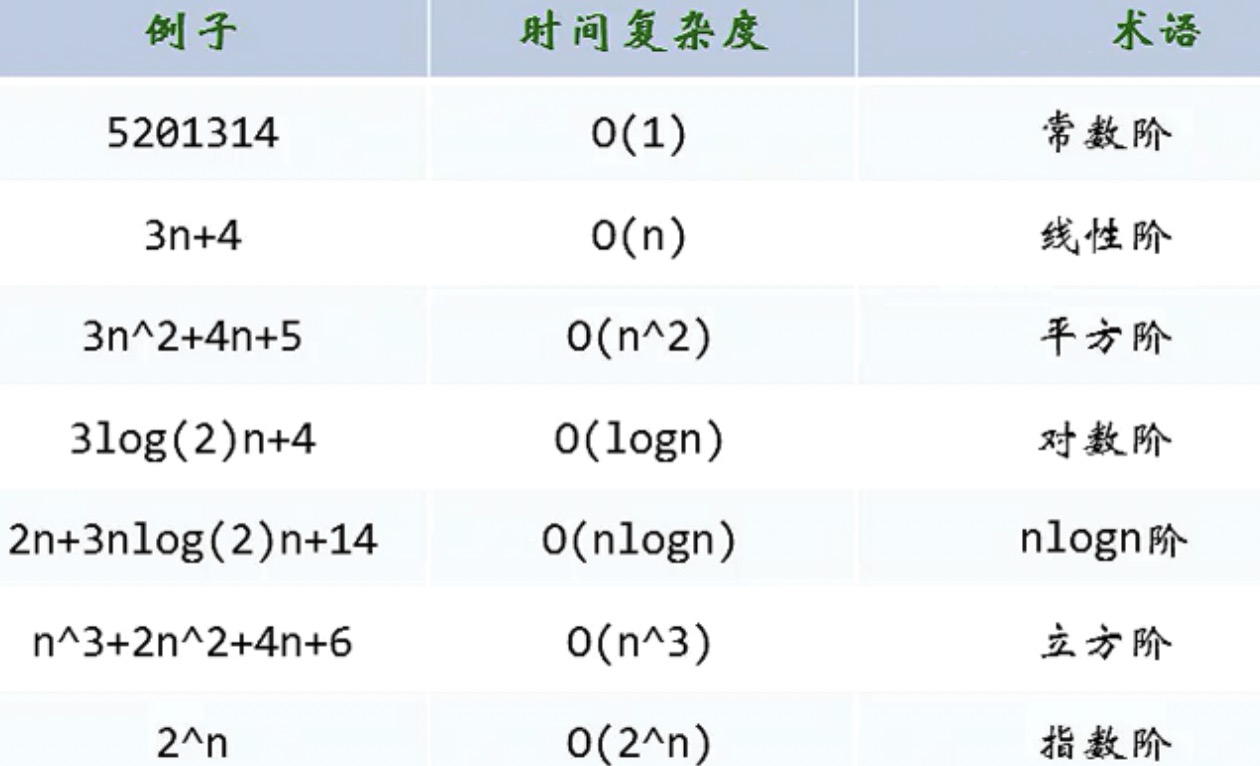 例子 时间复杂度 术语
5201314 O(1) 常数阶
3n+4 O(n) 线性阶
3n^2+4n+5 O(n^2) 平方阶
3log(2)n+4 O(logn) 对数阶
2n+3nlog(2)n+14 O(nlogn) nlogn阶
n^3+2n^2+4n+6 O(n^3) 立方阶
2^n O(2^n) 指数阶